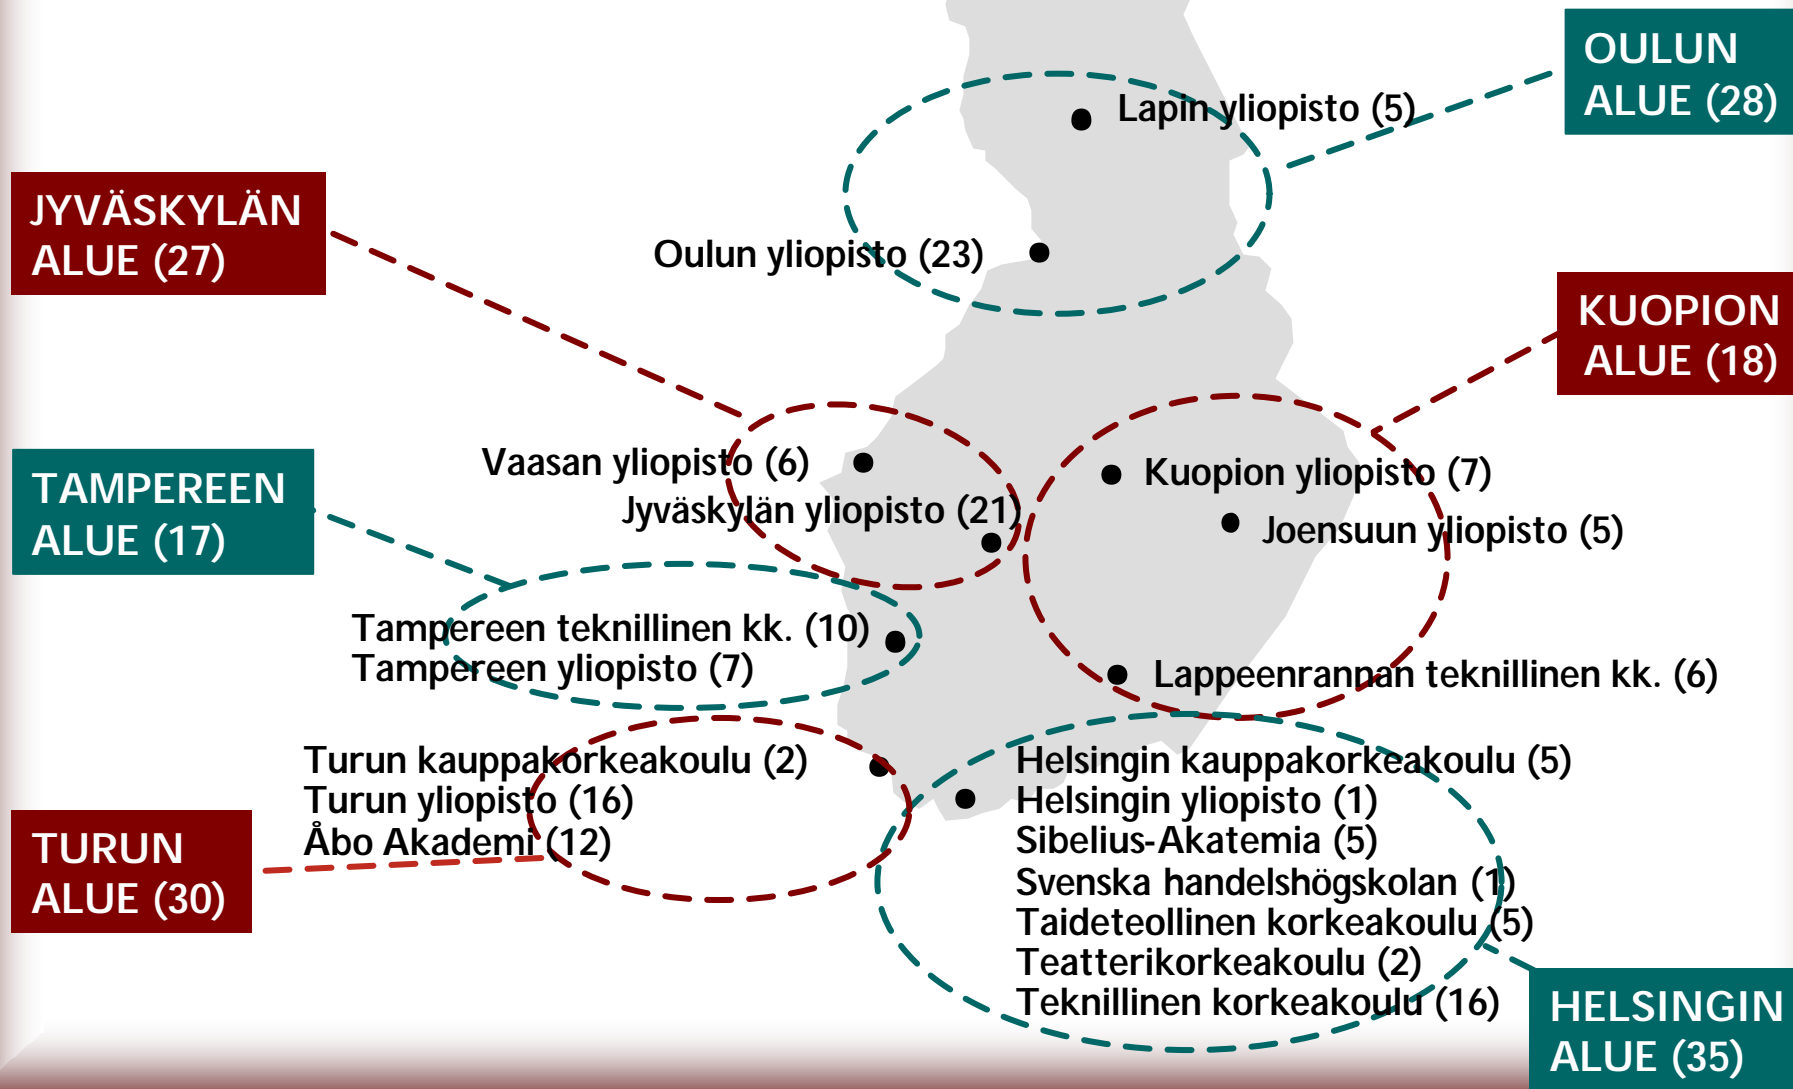 OULUN
ALUE (28)
Lapin yliopisto (5)
JYVÄSKYLÄN
ALUE (27)
Oulun yliopisto (23)
KUOPION
ALUE (18)
Vaasan yliopisto (6)
Jyväskylän yliopisto (21)
Kuopion yliopisto (7)
Joensuun yliopisto (5)
TAMPEREEN
ALUE (17)
Tampereen teknillinen kk. (10)
Tampereen yliopisto (7)
Lappeenrannan teknillinen kk. (6)
Turun kauppakorkeakoulu (2)
Turun yliopisto (16)
Åbo Akademi (12)
TURUN
ALUE (30)
Helsingin kauppakorkeakoulu (5)
Helsingin yliopisto (1)
Sibelius-Akatemia (5)
Svenska handelshögskolan (1)
Taideteollinen korkeakoulu (5)
Teatterikorkeakoulu (2)
Teknillinen korkeakoulu (16)
HELSINGIN
ALUE (35)